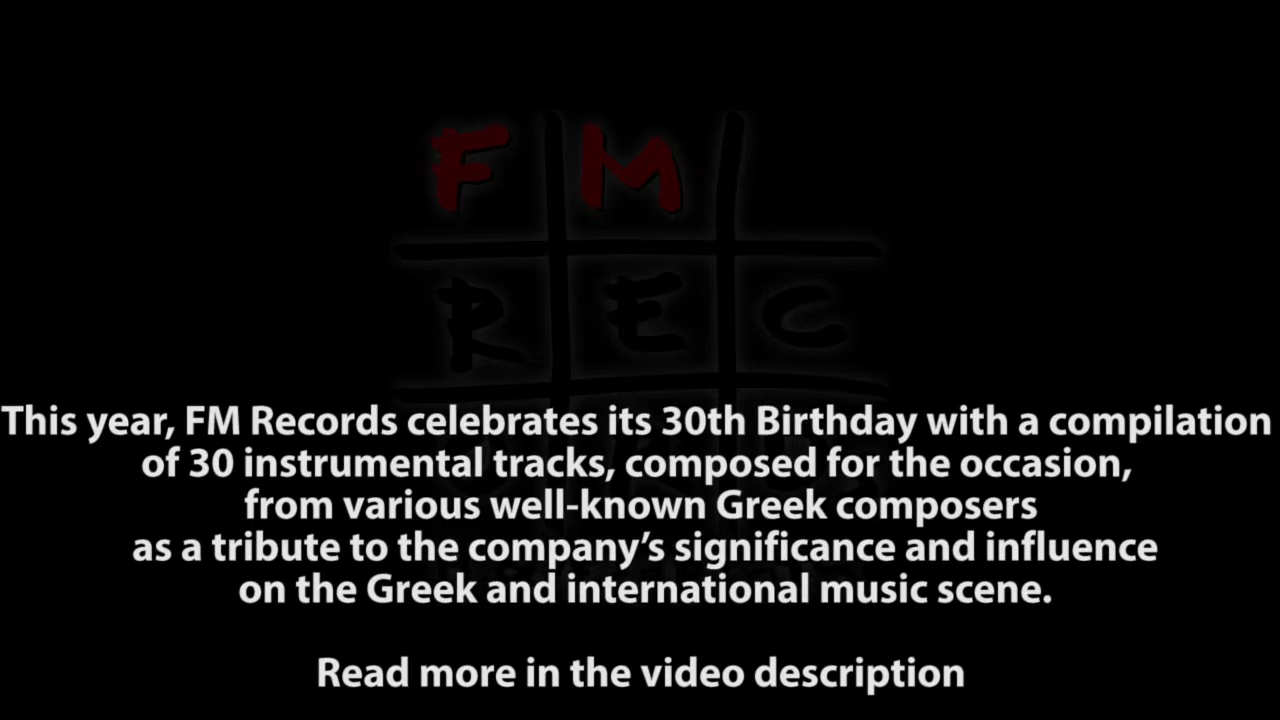 F M
R E C
This year, FM Records celebrates its 30th Birthday with a compilation
of 30 instrumental tracks, composed for the occasion,
from various well-known Greek composers
as a tribute to the company’s significance and influence
on the Greek and international music scene.
Read more in the video description